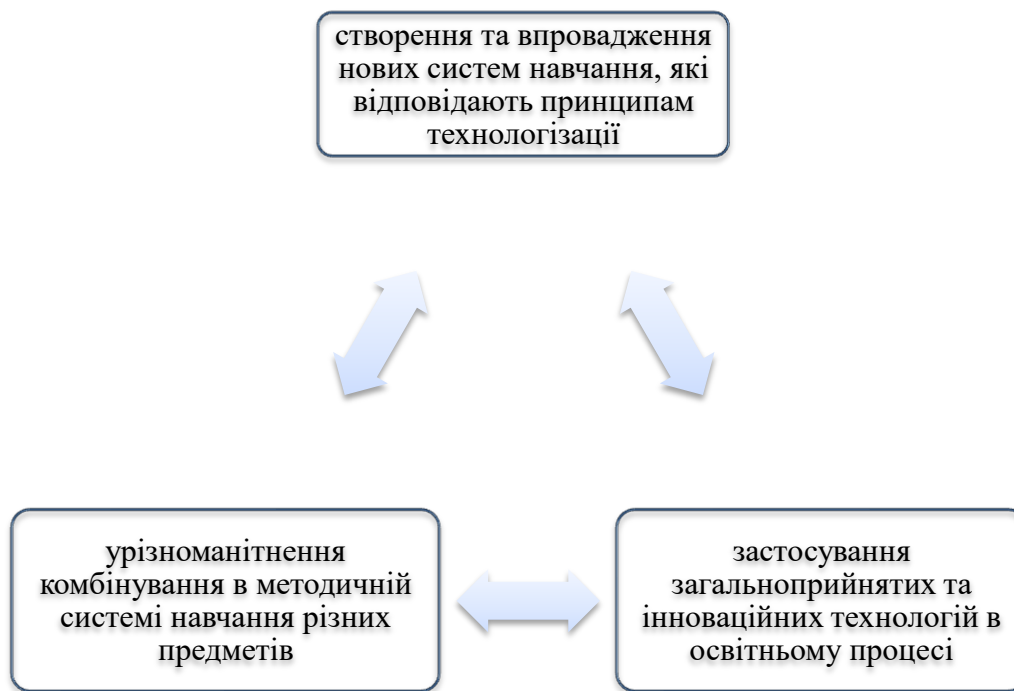 створення та впровадження
нових систем навчання, які
відповідають принципам
технологізації
урізноманітнення
комбінування в методичній
системі навчання різних
предметів
застосування
загальноприйнятих та
інноваційних технологій в
освітньому процесі